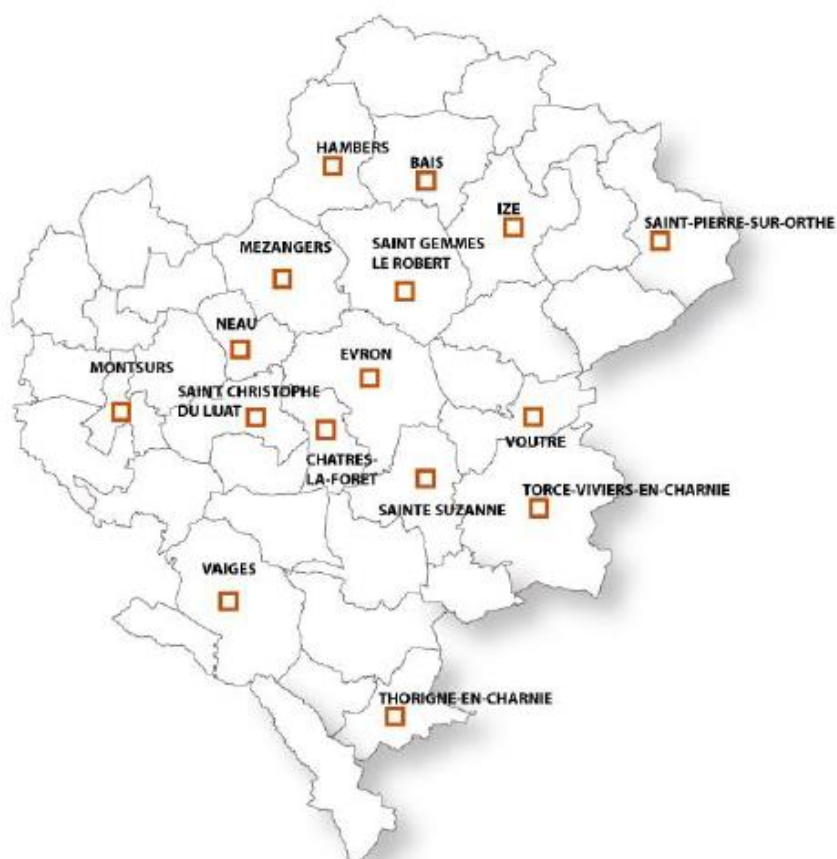 HAMBERS
BAIS
IZE
SAINT-PIERRE-SUR-ORTHE
MEZANGERS
SAINT GEMMES
LE ROBERT
NEAU
EVRON
MONTSURS
SAINT CHRISTOPHE
DU LUAT
VOUTRE
CHATRES-
LA-FORET
SAINTE SUZANNE
TORCE-VIVIERS-EN-CHARNIE
VAIGES
THORIGNE-EN-CHARNIE